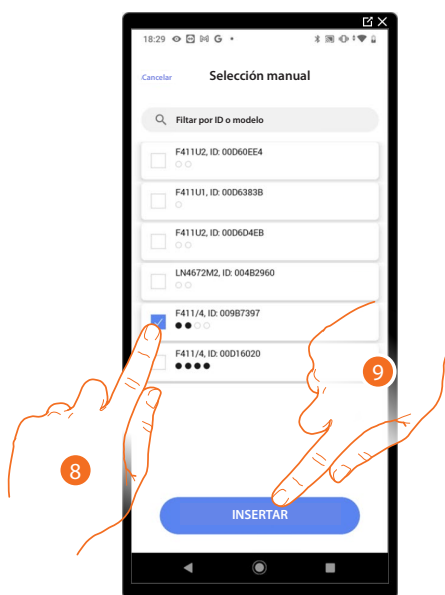 18:29 G
Cancelar Selección manual
Filtar por ID o modelo
F411U2, ID: 00D60EE4
F411U1, ID: 00D6383B
F411U2, ID: 00D6D4EB
LN4672M2, ID: 004B2960
F411/4, ID: 009B7397
F411/4, ID: 00D16020
9
8
INSERTAR